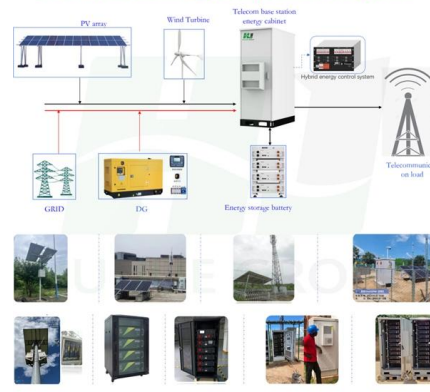 PV array
Wind Turbine
Telecom base station
energy cabinet
Hybrid energy control system
Telecommunicati
on load
GRID
DG
Energy storage battery